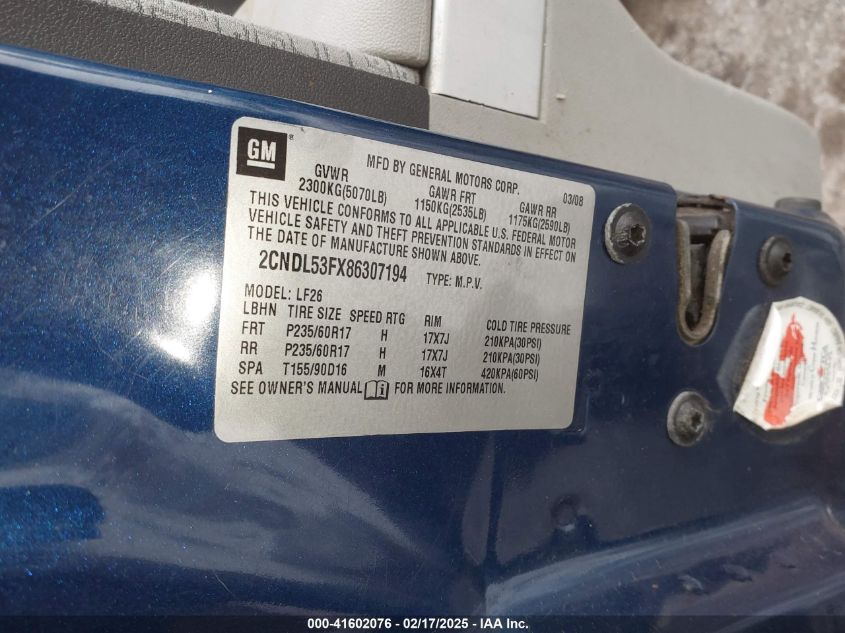 GM
MFD BY GENERAL MOTORS CORP.
03/08
GVWR GAWR FRT GAWR RR
2300KG(5070LB) 1150KG(2535LB) 1175KG(2590LB)
THIS VEHICLE CONFORMS TO ALL APPLICABLE U.S. FEDERAL MOTOR
VEHICLE SAFETY AND THEFT PREVENTION STANDARDS IN EFFECT ON
THE DATE OF MANUFACTURE SHOWN ABOVE.
2CNDL53FX86307194 TYPE: M.P.V.
MODEL: LF26
LBHN TIRE SIZE SPEED RTG RIM COLD TIRE PRESSURE
FRT P235/60R17 H 17X7J 210KPA(30PSI)
RR P235/60R17 H 17X7J 210KPA(30PSI)
SPA T155/90D16 M 16X4T 420KPA(60PSI)
SEE OWNER'S MANUAL FOR MORE INFORMATION.
000-41602076 - 02/17/2025 - IAA Inc.